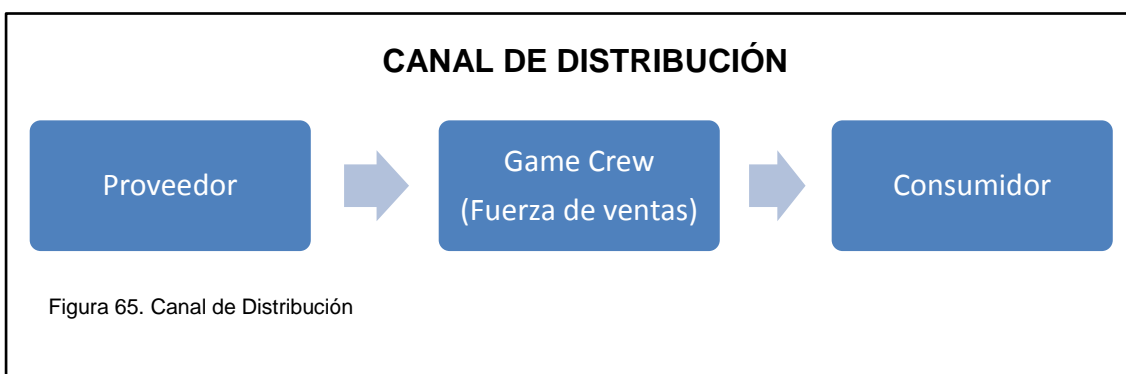 CANAL DE DISTRIBUCIÓN
Proveedor
Game Crew
(Fuerza de ventas)
Consumidor
Figura 65. Canal de Distribución